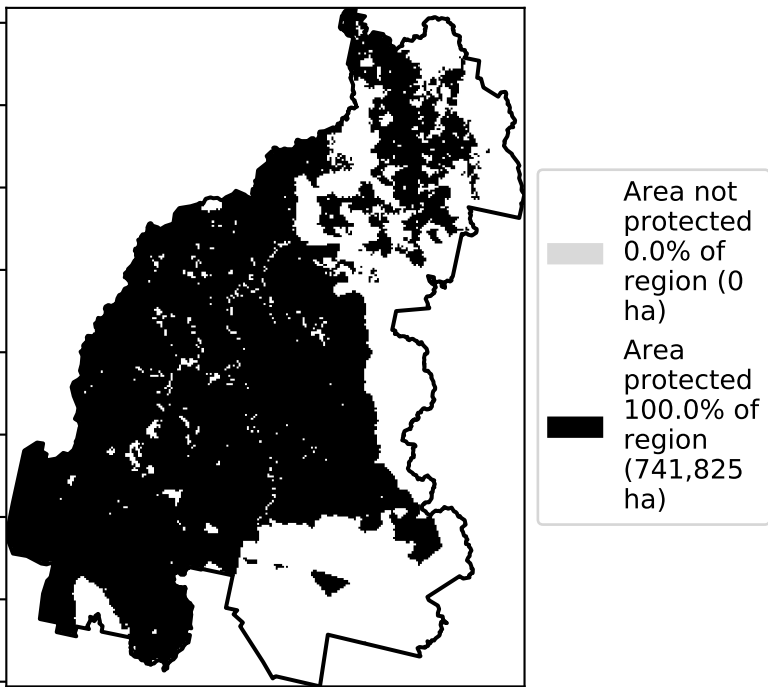 Area not
protected
0.0% of
region (0
ha)
Area
protected
100.0% of
region
(741,825
ha)